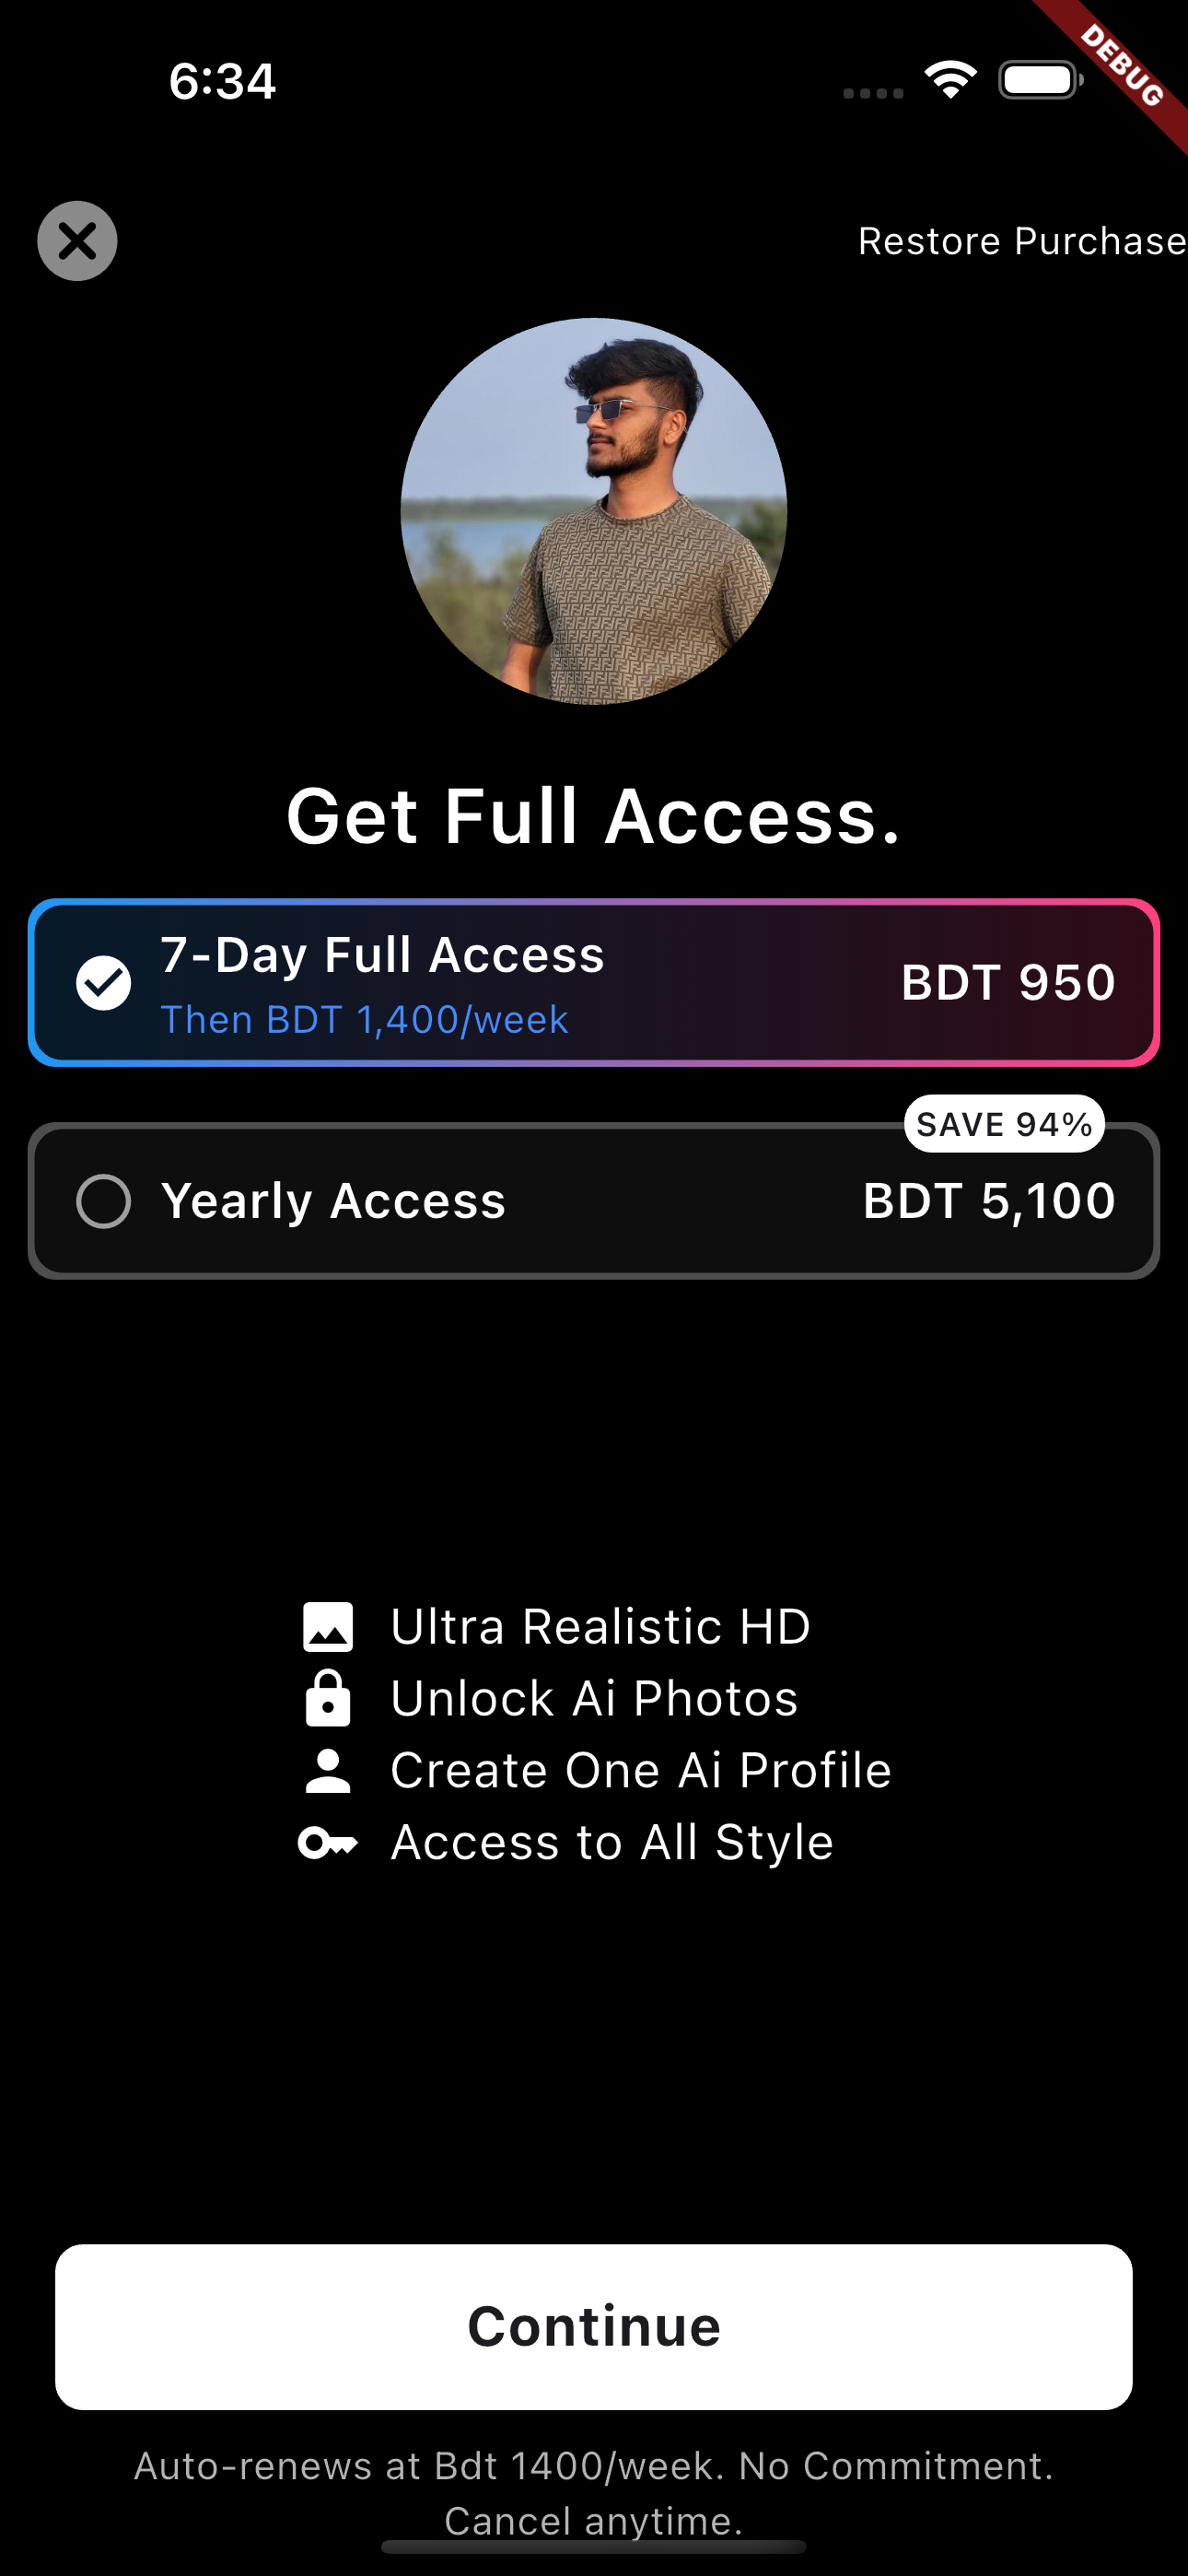 6:34
DEBUG
Restore Purchase
Get Full Access.
7-Day Full Access
Then BDT 1,400/week
BDT 950
SAVE 94%
Yearly Access
BDT 5,100
Ultra Realistic HD
Unlock Ai Photos
Create One Ai Profile
Access to All Style
Continue
Auto-renews at Bdt 1400/week. No Commitment.
Cancel anytime.